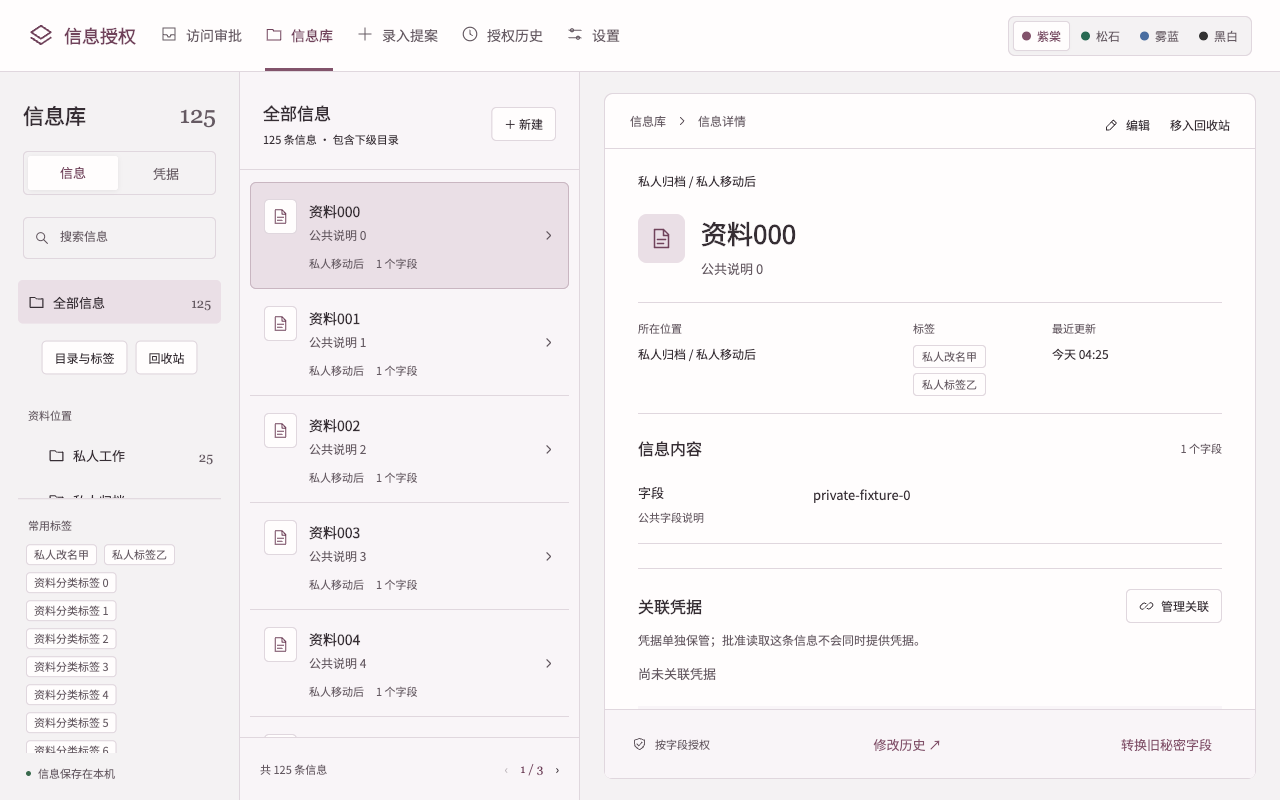 信息授权
访问审批
信息库
录入提案
授权历史
设置
紫棠
松石
雾蓝
黑白
信息库
125
信息
凭据
搜索信息
全部信息
125
目录与标签
回收站
资料位置
私人工作
25
私人归档
常用标签
私人改名甲
私人标签乙
资料分类标签 0
资料分类标签 1
资料分类标签 2
资料分类标签 3
资料分类标签 4
资料分类标签 5
资料分类标签 6
信息保存在本机
全部信息
125 条信息 · 包含下级目录
+ 新建
资料000
公共说明 0
私人移动后 1 个字段
资料001
公共说明 1
私人移动后 1 个字段
资料002
公共说明 2
私人移动后 1 个字段
资料003
公共说明 3
私人移动后 1 个字段
资料004
公共说明 4
私人移动后 1 个字段
共 125 条信息
‹ 1 / 3 ›
信息库 > 信息详情
编辑
移入回收站
私人归档 / 私人移动后
资料000
公共说明 0
所在位置
私人归档 / 私人移动后
标签
私人改名甲
私人标签乙
最近更新
今天 04:25
信息内容
1 个字段
字段
公共字段说明
private-fixture-0
关联凭据
管理关联
凭据单独保管；批准读取这条信息不会同时提供凭据。
尚未关联凭据
按字段授权
修改历史 ↗
转换旧秘密字段